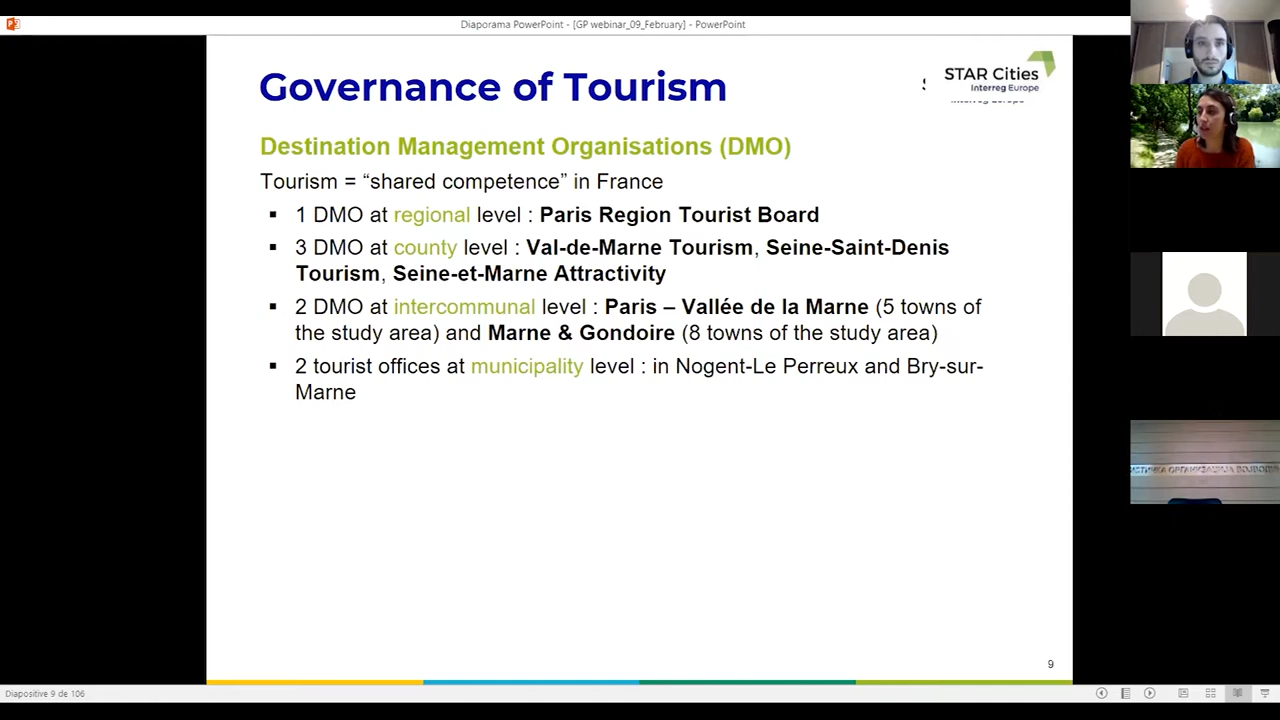 Diaporama PowerPoint - [GP webinar_09_February] - PowerPoint
Governance of Tourism
STAR Cities
Interreg Europe
Destination Management Organisations (DMO)
Tourism = “shared competence” in France
▪ 1 DMO at regional level : Paris Region Tourist Board
▪ 3 DMO at county level : Val-de-Marne Tourism, Seine-Saint-Denis
Tourism, Seine-et-Marne Attractivity
▪ 2 DMO at intercommunal level : Paris – Vallée de la Marne (5 towns of
the study area) and Marne & Gondoire (8 towns of the study area)
▪ 2 tourist offices at municipality level : in Nogent-Le Perreux and Bry-sur-
Marne
9
Diapositive 9 de 106